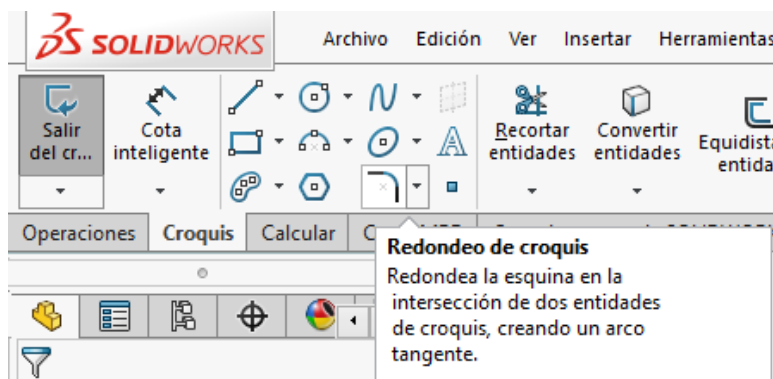 SOLIDWORKS
Archivo Edición Ver Insertar Herramientas
Salir
del cr...
Cota
inteligente
Recortar
entidades
Convertir
entidades
Equidista
entida
Operaciones Croquis Calcular
Redondeo de croquis
Redondea la esquina en la
intersección de dos entidades
de croquis, creando un arco
tangente.